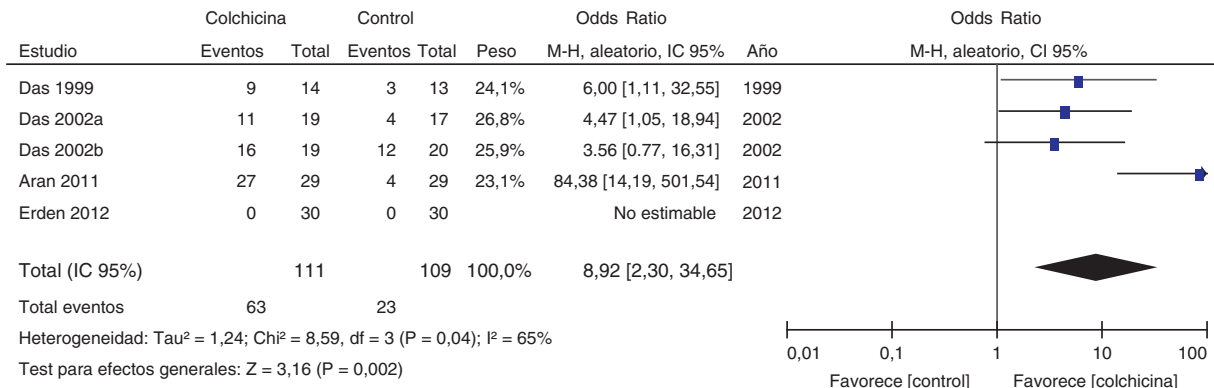 Colchicina Control Odds Ratio Odds Ratio
Estudio Eventos Total Eventos Total Peso M-H, aleatorio, IC 95% Año M-H, aleatorio, CI 95%
Das 1999 9 14 3 13 24,1% 6,00 [1,11, 32,55] 1999
Das 2002a 11 19 4 17 26,8% 4,47 [1,05, 18,94] 2002
Das 2002b 16 19 12 20 25,9% 3.56 [0.77, 16,31] 2002
Aran 2011 27 29 4 29 23,1% 84,38 [14,19, 501,54] 2011
Erden 2012 0 30 0 30 No estimable 2012
Total (IC 95%) 111 109 100,0% 8,92 [2,30, 34,65]
Total eventos 63 23
Heterogeneidad: Tau² = 1,24; Chi² = 8,59, df = 3 (P = 0,04); I² = 65%
Test para efectos generales: Z = 3,16 (P = 0,002)
0,01 0,1 1 10 100
Favorece [control] Favorece [colchicina]